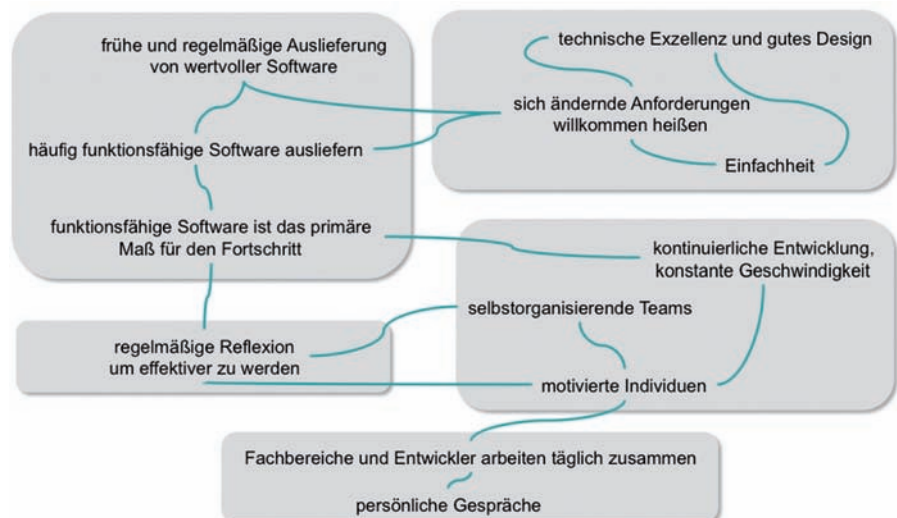 frühe und regelmäßige Auslieferung
von wertvoller Software
häufig funktionsfähige Software ausliefern
funktionsfähige Software ist das primäre
Maß für den Fortschritt
technische Exzellenz und gutes Design
sich ändernde Anforderungen
willkommen heißen
Einfachheit
kontinuierliche Entwicklung,
konstante Geschwindigkeit
selbstorganisierende Teams
motivierte Individuen
regelmäßige Reflexion
um effektiver zu werden
Fachbereiche und Entwickler arbeiten täglich zusammen
persönliche Gespräche